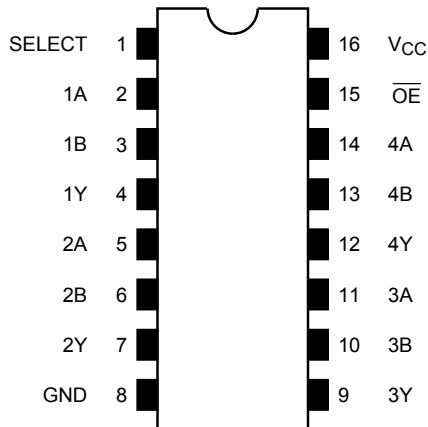 SELECT 1 16 VCC
1A 2 15 OE
1B 3 14 4A
1Y 4 13 4B
2A 5 12 4Y
2B 6 11 3A
2Y 7 10 3B
GND 8 9 3Y